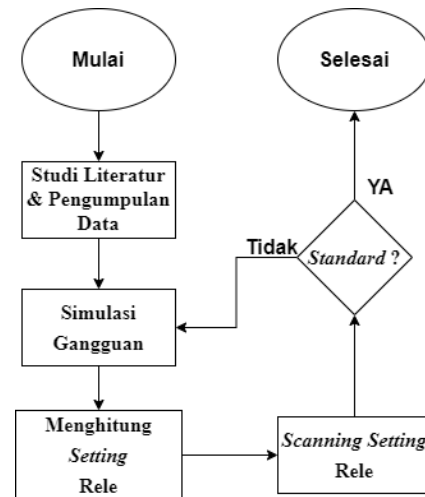 Mulai
Studi Literatur
& Pengumpulan
Data
Simulasi
Gangguan
Menghitung
Setting
Rele
Scanning Setting
Rele
Standard ?
Tidak
YA
Selesai